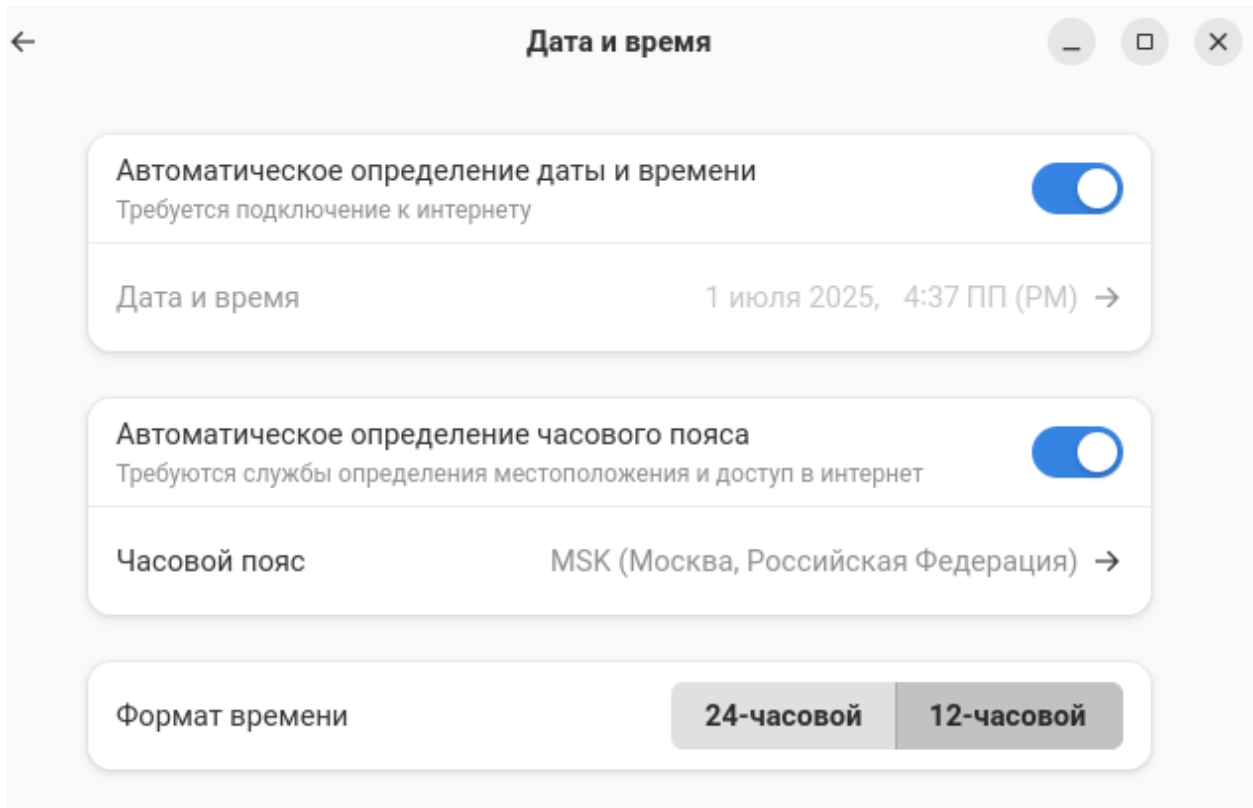 Дата и время
Автоматическое определение даты и времени
Требуется подключение к интернету
Дата и время 1 июля 2025, 4:37 ПП (PM)
Автоматическое определение часового пояса
Требуются службы определения местоположения и доступ в интернет
Часовой пояс MSK (Москва, Российская Федерация)
Формат времени 24-часовой 12-часовой